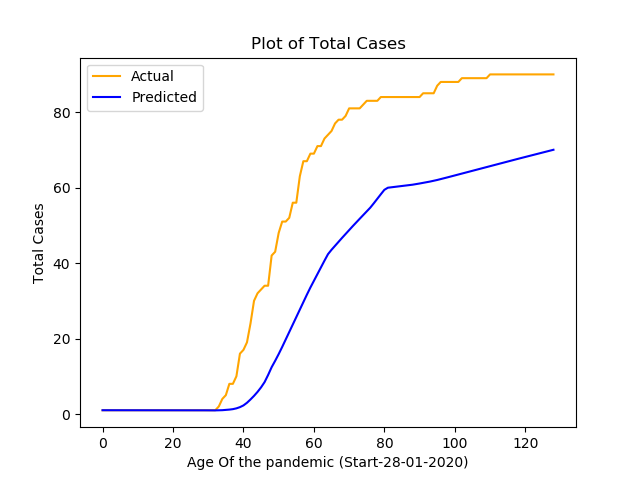 Plot of Total Cases
Actual
Predicted
Total Cases
80
60
40
20
0
0 20 40 60 80 100 120
Age Of the pandemic (Start-28-01-2020)